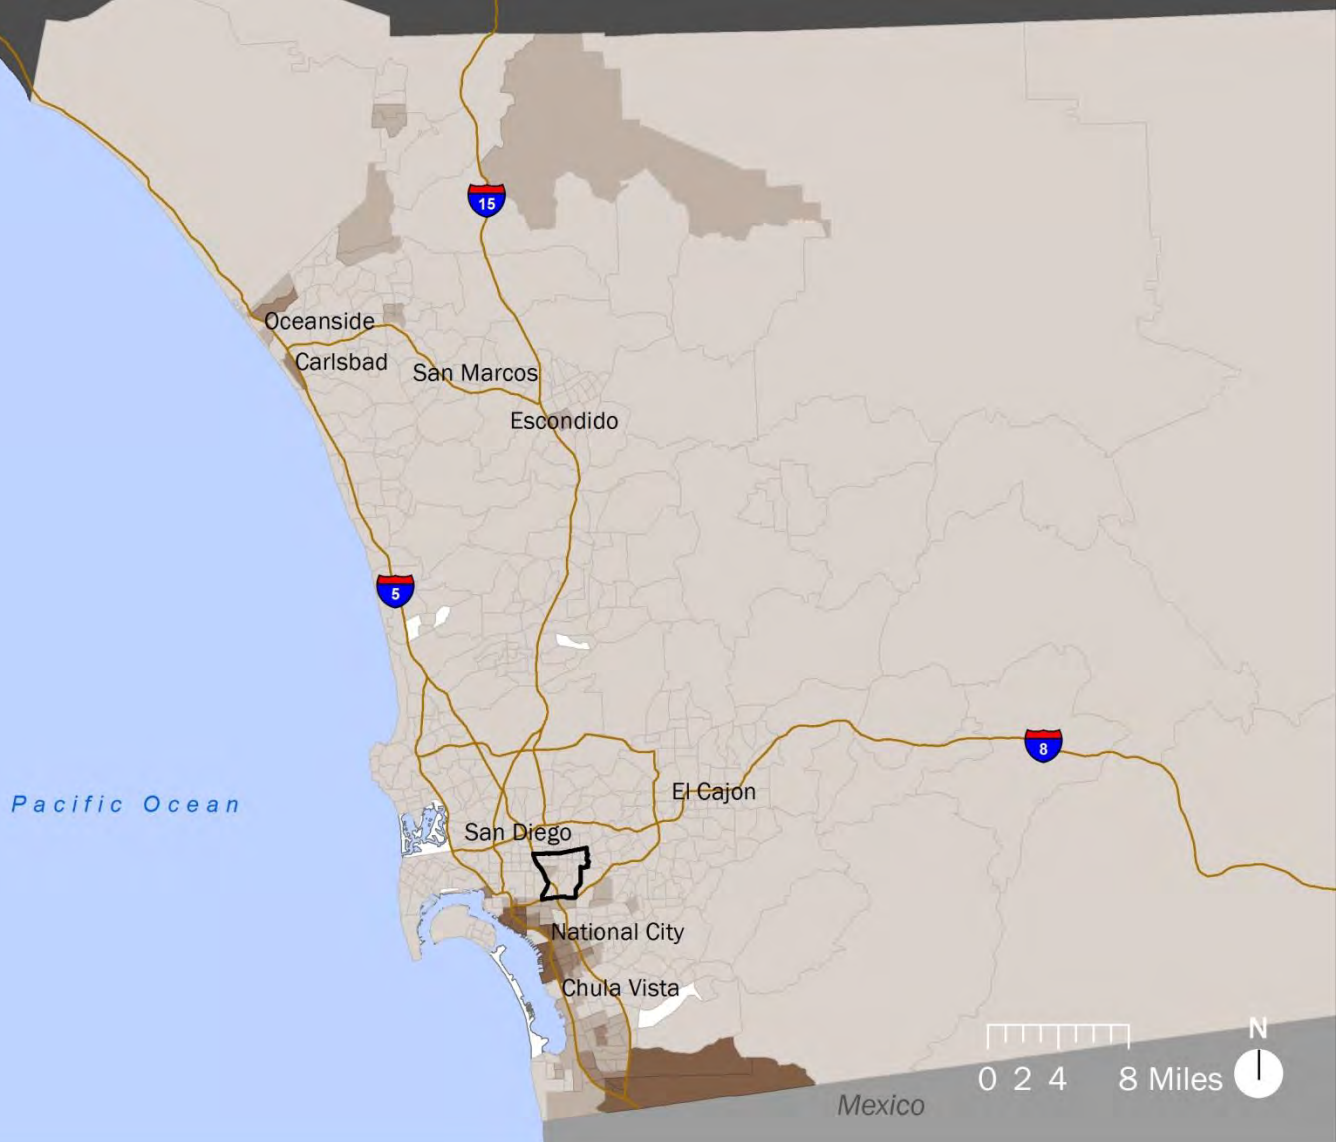 15
Oceanside
Carlsbad
San Marcos
Escondido
5
8
El Cajon
Pacific Ocean
San Diego
National City
Chula Vista
N
0 2 4 8 Miles
Mexico